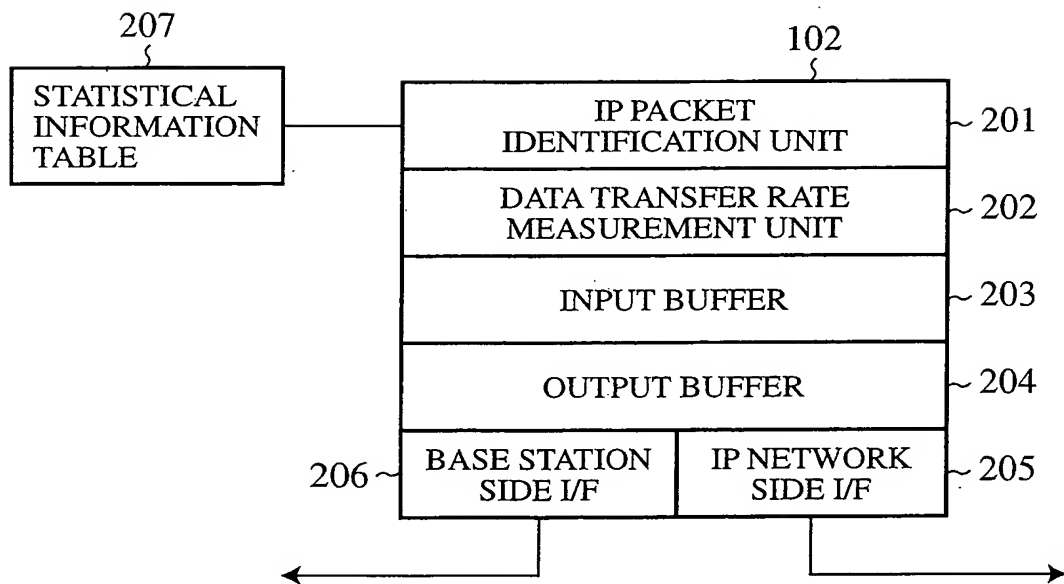 207
STATISTICAL
INFORMATION
TABLE
102
IP PACKET
IDENTIFICATION UNIT
201
DATA TRANSFER RATE
MEASUREMENT UNIT
202
INPUT BUFFER
203
OUTPUT BUFFER
204
206
BASE STATION
SIDE I/F
IP NETWORK
SIDE I/F
205